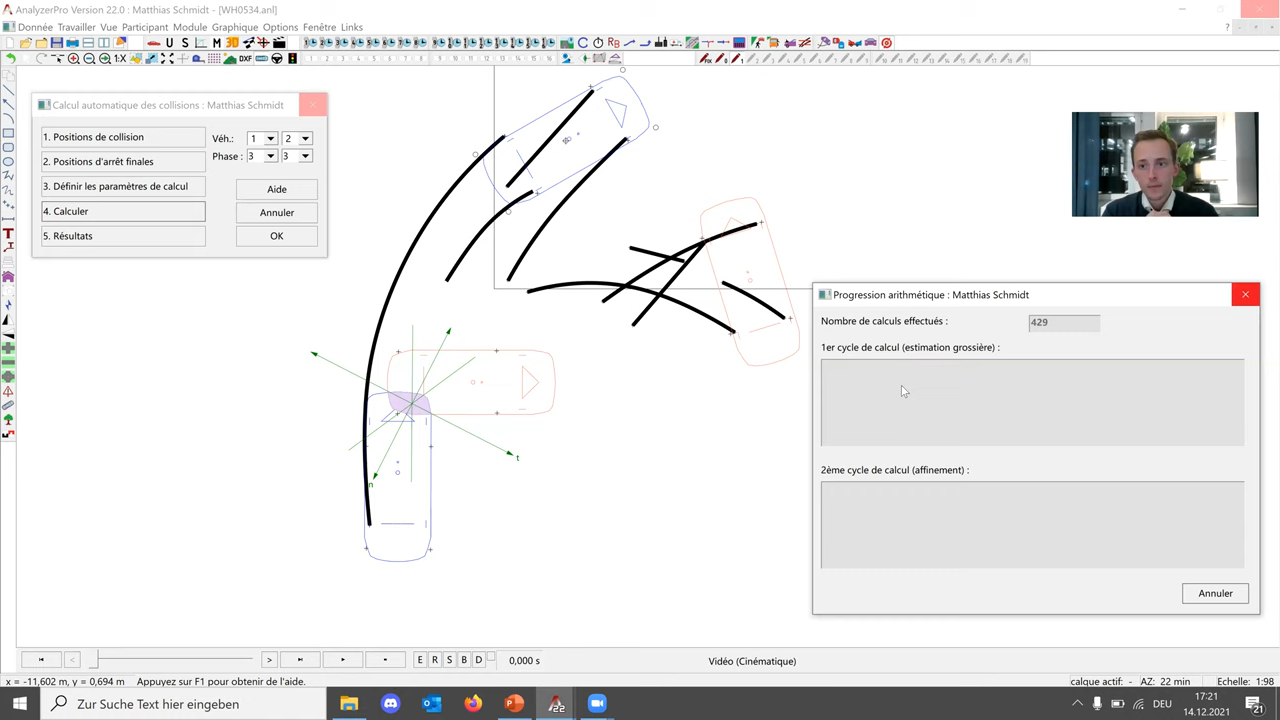 AnalyzerPro Version 22.0 : Matthias Schmidt - [WH0534.anl]
Donnée Travailler Vue Participant Module Graphique Options Fenêtre Links
Calcul automatique des collisions : Matthias Schmidt
1. Positions de collision
Véh.: 1 2
2. Positions d'arrêt finales
Phase : 3 3
3. Définir les paramètres de calcul
Aide
4. Calculer
Annuler
5. Résultats
OK
Progression arithmétique : Matthias Schmidt
Nombre de calculs effectués : 429
1er cycle de calcul (estimation grossière) :
2ème cycle de calcul (affinement) :
Annuler
t
n
E R S B D 0,000 s Vidéo (Cinématique)
x = -11,602 m y = 0,694 m Appuyez sur F1 pour obtenir de l'aide.
calque actif: - AZ: 22 min Echelle: 1:98
Zur Suche Text hier eingeben
DEU
17:21
14.12.2021
21